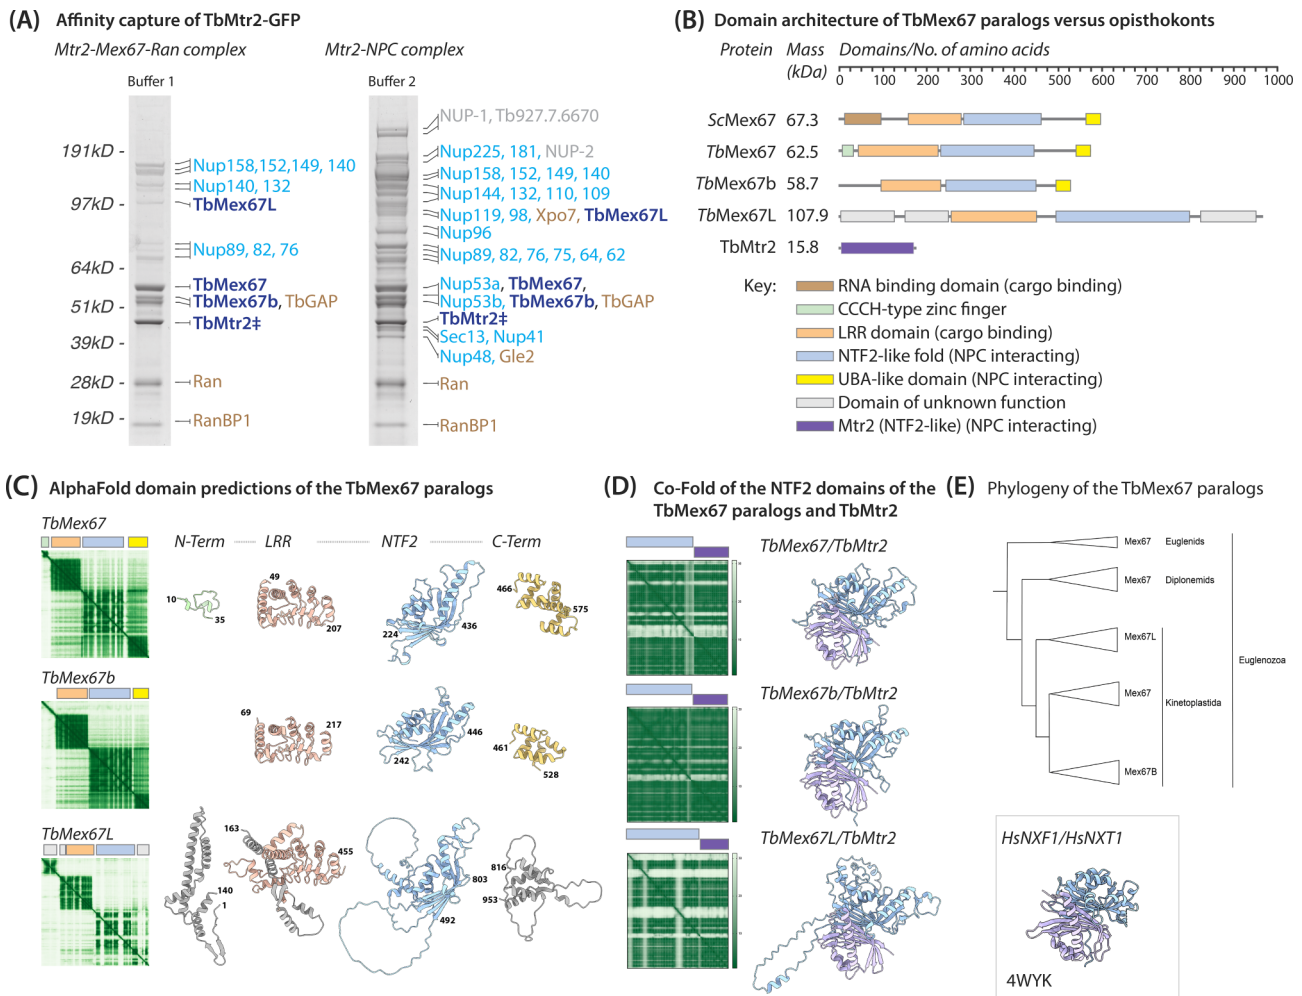 (A) Affinity capture of TbMtr2-GFP
Mtr2-Mex67-Ran complex
Mtr2-NPC complex
Buffer 1
Buffer 2
191kD -
97kD -
64kD -
51kD -
39kD -
28kD -
19kD -
Nup158,152,149, 140
Nup140, 132
TbMex67L
Nup89, 82, 76
TbMex67
TbMex67b, TbGAP
TbMtr2‡
Ran
RanBP1
NUP-1, Tb927.7.6670
Nup225, 181, NUP-2
Nup158, 152, 149, 140
Nup144, 132, 110, 109
Nup119, 98, Xpo7, TbMex67L
Nup96
Nup89, 82, 76, 75, 64, 62
Nup53a, TbMex67,
Nup53b, TbMex67b, TbGAP
TbMtr2‡
Sec13, Nup41
Nup48, Gle2
Ran
RanBP1
(B) Domain architecture of TbMex67 paralogs versus opisthokonts
Protein Mass Domains/No. of amino acids
(kDa)
0 100 200 300 400 500 600 700 800 900 1000
ScMex67 67.3
TbMex67 62.5
TbMex67b 58.7
TbMex67L 107.9
TbMtr2 15.8
Key: RNA binding domain (cargo binding)
CCCH-type zinc finger
LRR domain (cargo binding)
NTF2-like fold (NPC interacting)
UBA-like domain (NPC interacting)
Domain of unknown function
Mtr2 (NTF2-like) (NPC interacting)
(C) AlphaFold domain predictions of the TbMex67 paralogs
TbMex67
N-Term LRR NTF2 C-Term
10
35
49
207
224
436
466
575
TbMex67b
69
217
242
446
461
528
TbMex67L
140
1
163
455
803
492
816
953
(D) Co-Fold of the NTF2 domains of the
TbMex67 paralogs and TbMtr2
TbMex67/TbMtr2
TbMex67b/TbMtr2
TbMex67L/TbMtr2
(E) Phylogeny of the TbMex67 paralogs
Mex67 Euglenids
Mex67 Diplonemids
Mex67L
Mex67
Kinetoplastida
Mex67B
Euglenozoa
HsNXF1/HsNXT1
4WYK